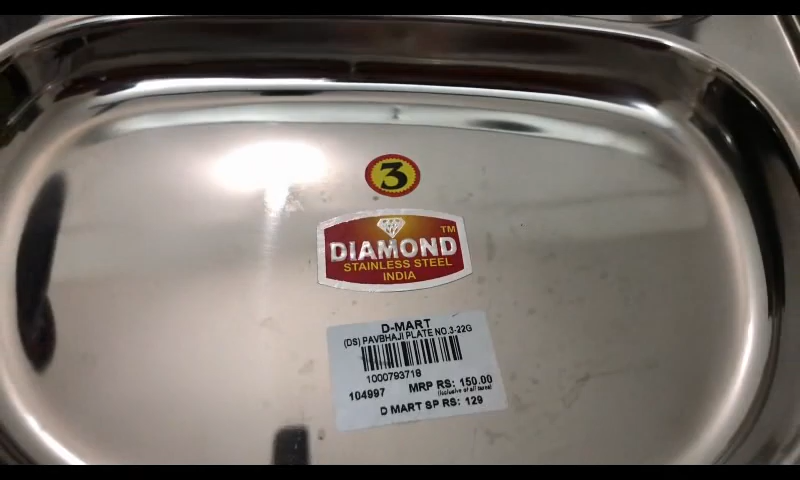 3
DIAMOND TM
STAINLESS STEEL
INDIA
D-MART
(DS) PAVBHAJI PLATE NO.3-22G
1000793718
104997 MRP RS: 150.00
(Inclusive of all taxes)
D MART SP RS: 129